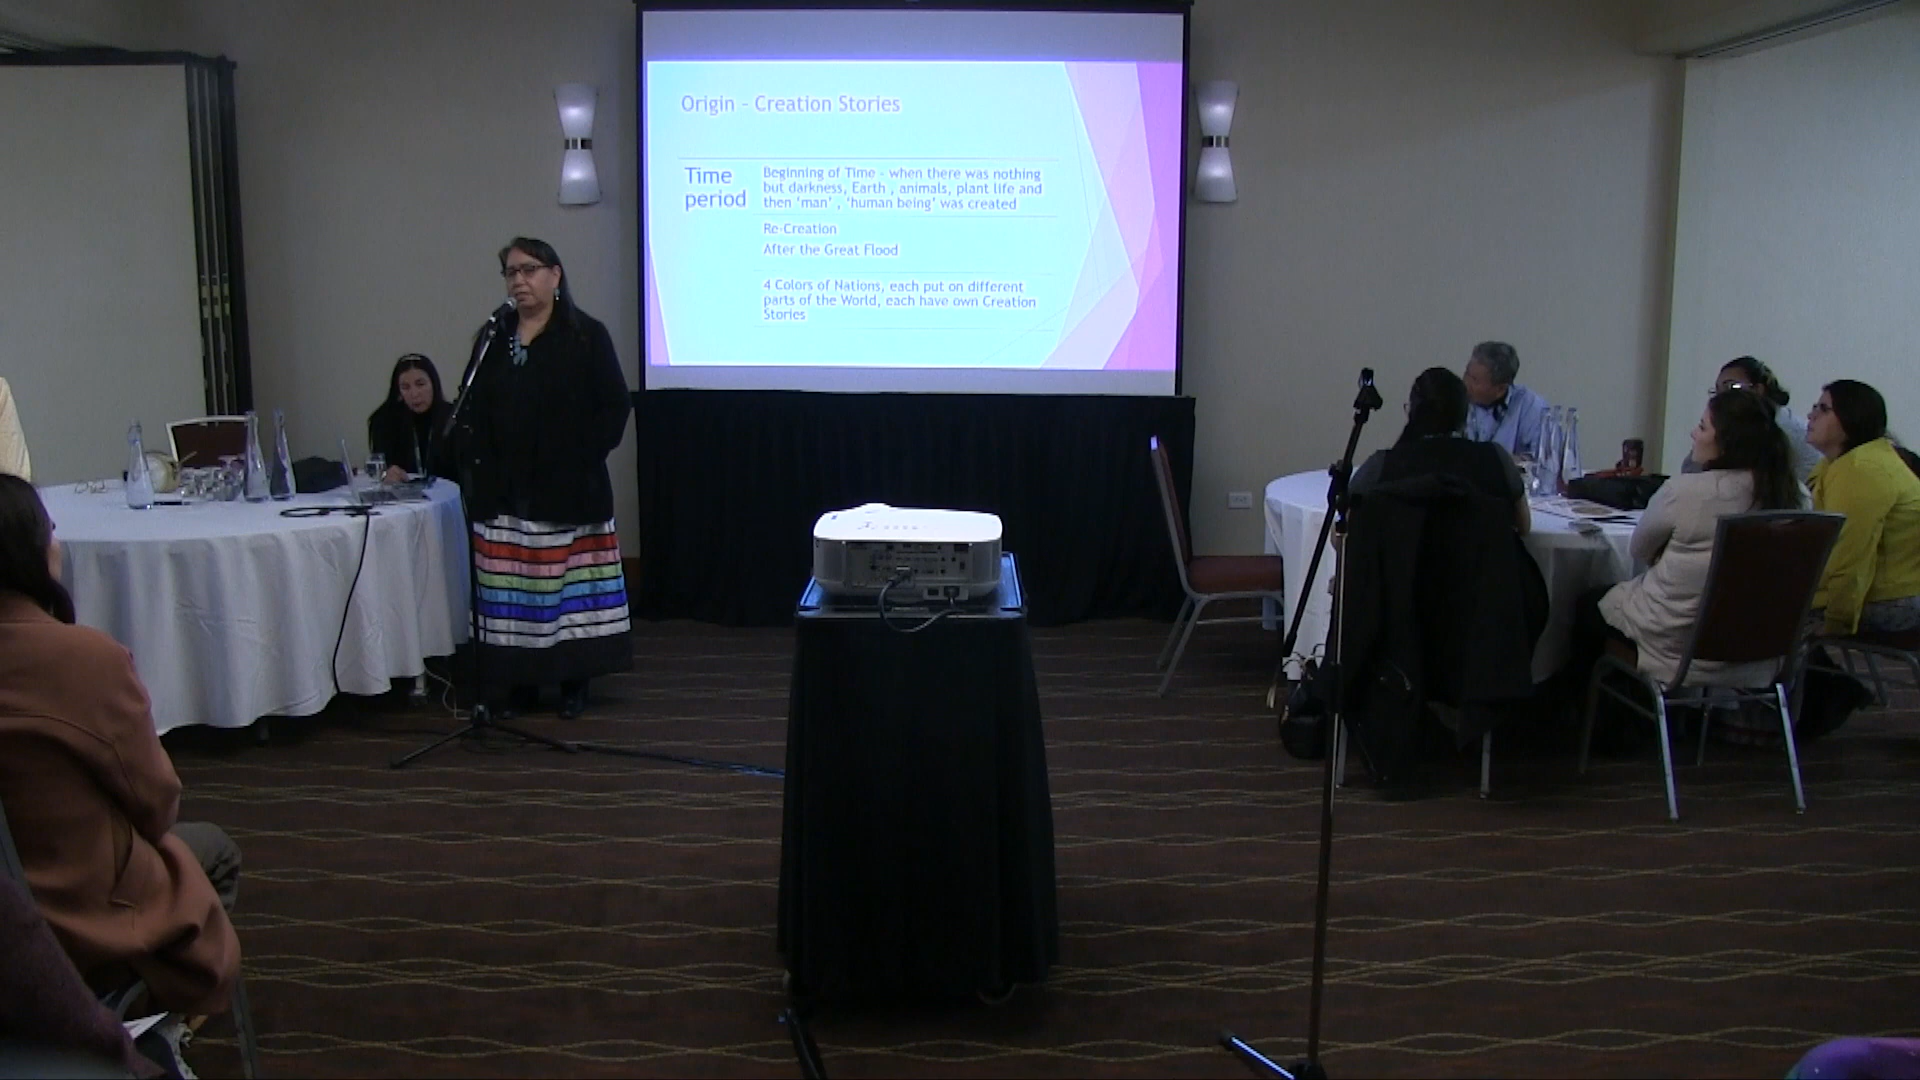 Origin – Creation Stories
Time
period
Beginning of Time – when there was nothing
but darkness, Earth , animals, plant life and
then ‘man’ , ‘human being’ was created
Re-Creation
After the Great Flood
4 Colors of Nations, each put on different
parts of the World, each have own Creation
Stories